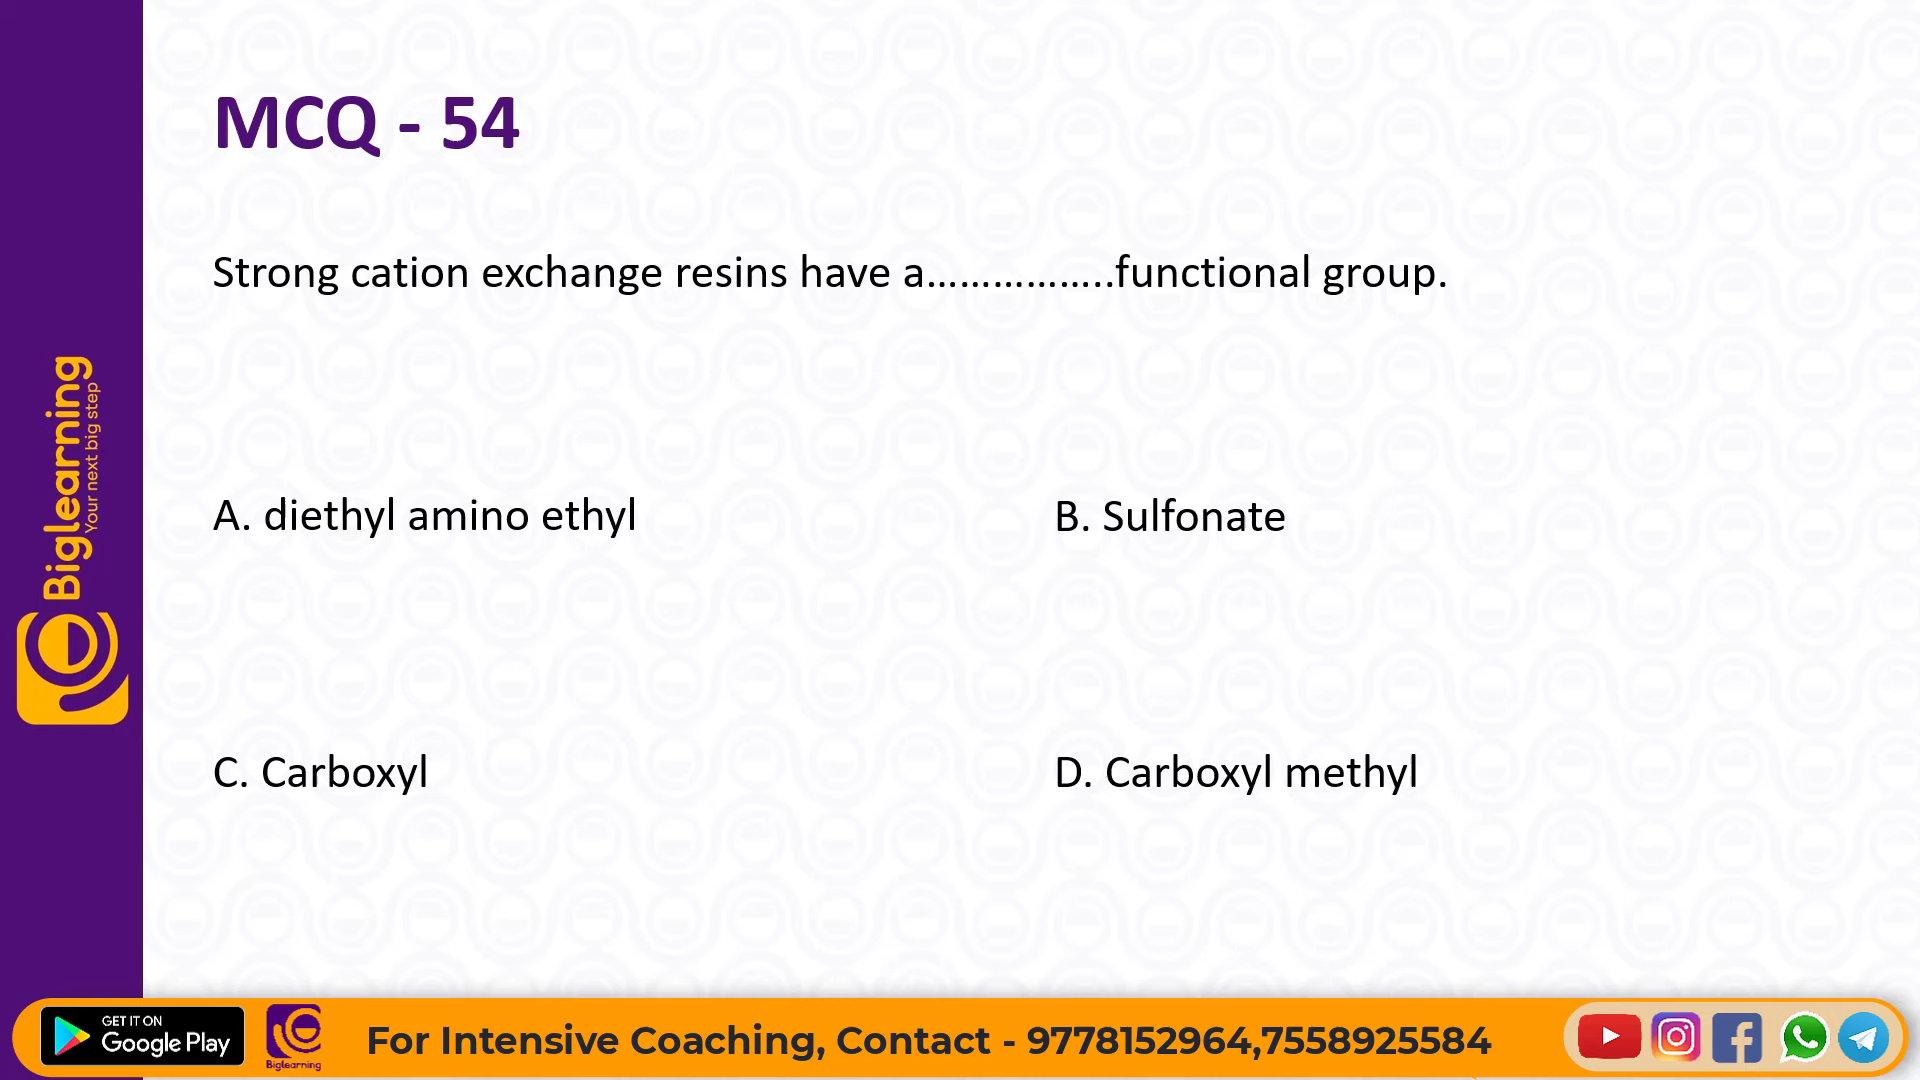 MCQ - 54
Strong cation exchange resins have a……………..functional group.
A. diethyl amino ethyl
B. Sulfonate
C. Carboxyl
D. Carboxyl methyl
Biglearning
Your next big step
GET IT ON
Google Play
Biglearning
For Intensive Coaching, Contact - 9778152964,7558925584